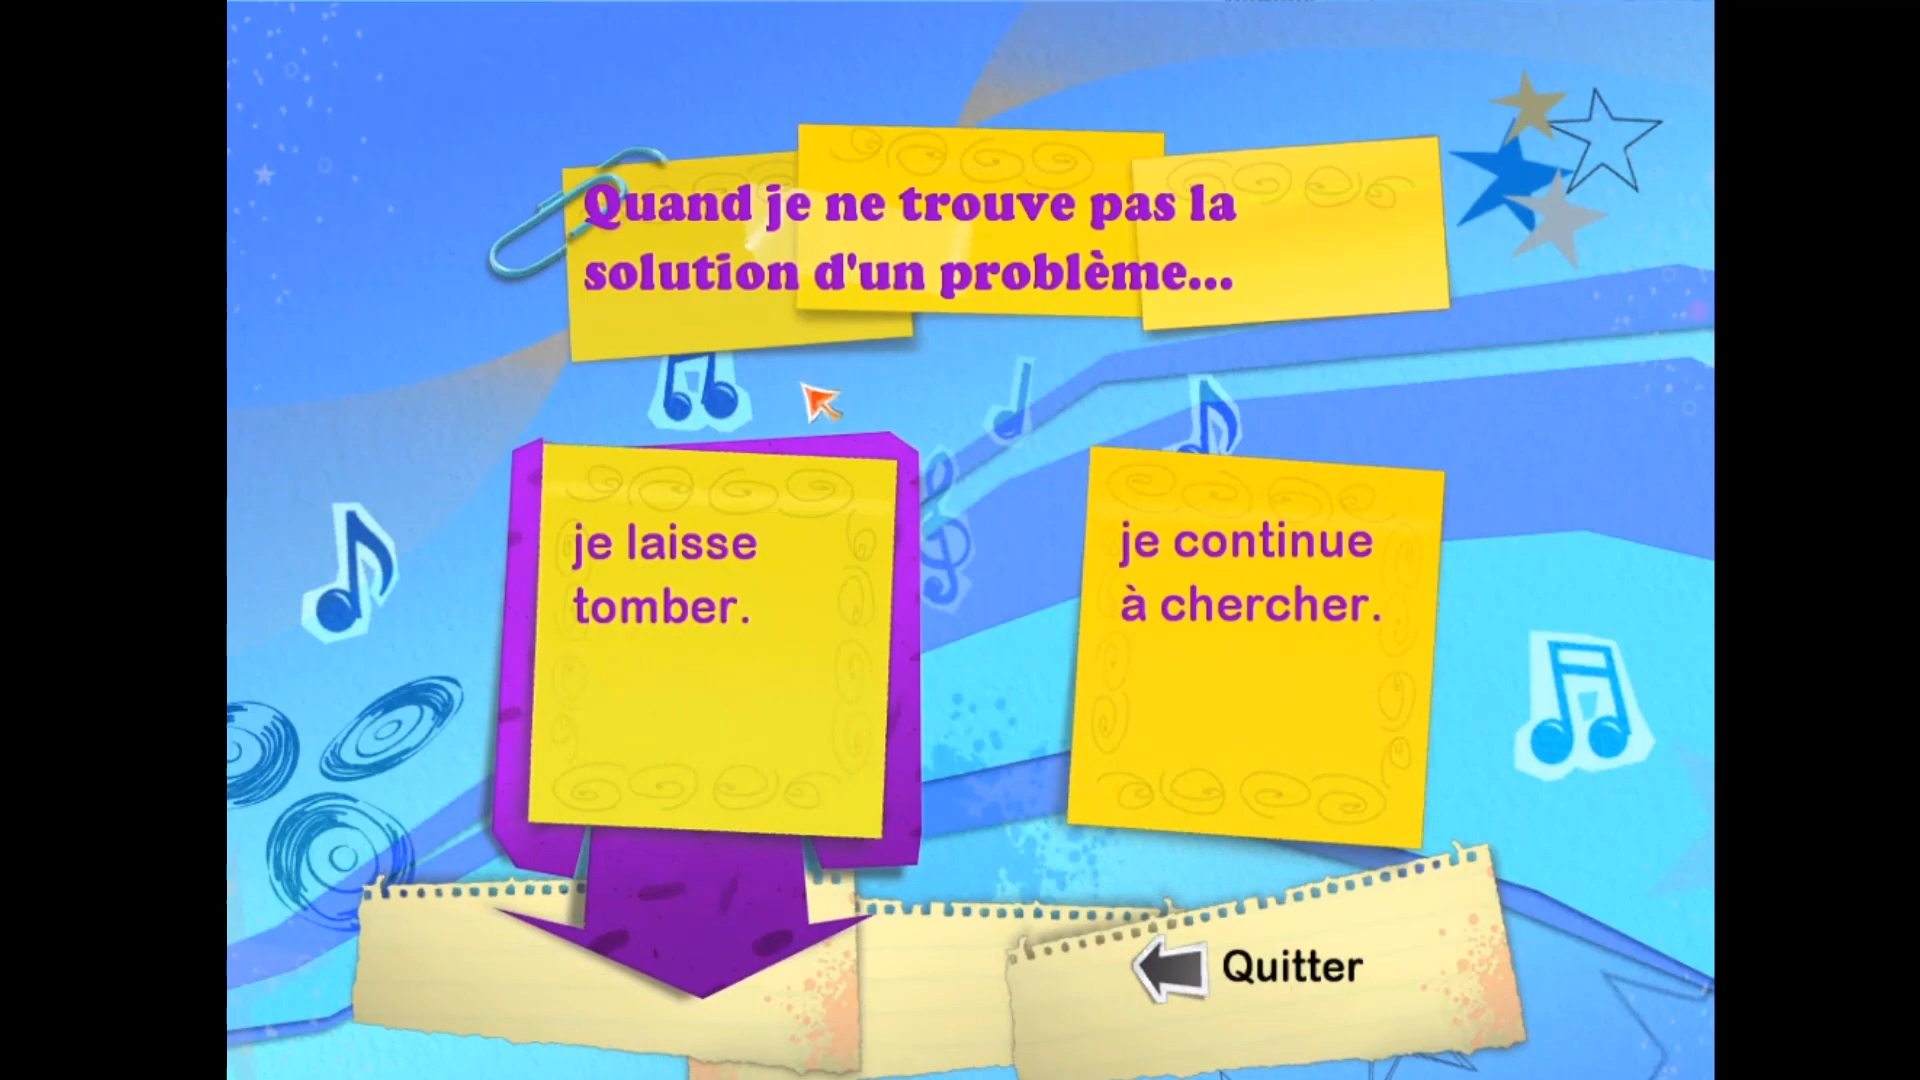 Quand je ne trouve pas la
solution d'un problème...
je laisse
tomber.
je continue
à chercher.
Quitter